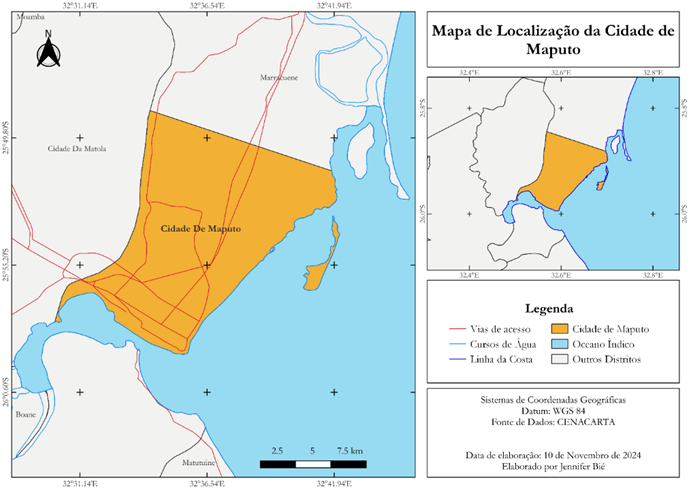 32°31.14'E 32°36.54'E 32°41.94'E
Moamba
N
Marracuene
25°49.80'S
Cidade Da Matola
Cidade De Maputo
25°55.20'S
26°0.60'S
Boane
Matutuine
2.5 5 7.5 km
32°31.14'E 32°36.54'E 32°41.94'E
Mapa de Localização da Cidade de
Maputo
32.4°E 32.6°E 32.8°E
25.8°S 25.8°S
26.0°S 26.0°S
32.4°E 32.6°E 32.8°E
Legenda
Vias de acesso Cidade de Maputo
Cursos de Água Oceano Índico
Linha da Costa Outros Distritos
Sistemas de Coordenadas Geográficas
Datum: WGS 84
Fonte de Dados: CENACARTA
Data de elaboração: 10 de Novembro de 2024
Elaborado por Jennifer Bié